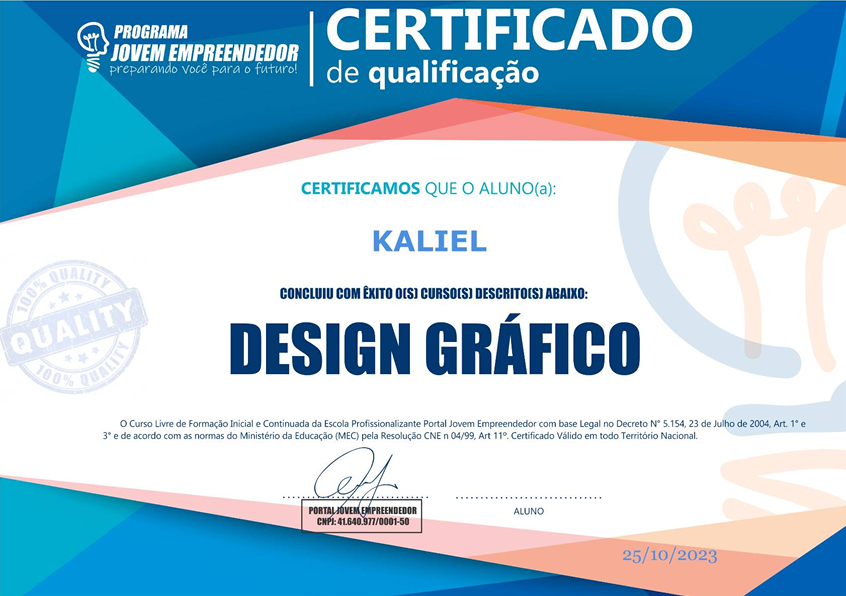 PROGRAMA
JOVEM EMPREENDEDOR
preparando você para o futuro!
CERTIFICADO
de qualificação
CERTIFICAMOS QUE O ALUNO(a):
KALIEL
CONCLUIU COM ÊXITO O(S) CURSO(S) DESCRITO(S) ABAIXO:
DESIGN GRÁFICO
100% QUALITY
QUALITY
100% QUALITY
O Curso Livre de Formação Inicial e Continuada da Escola Profissionalizante Portal Jovem Empreendedor com base Legal no Decreto N° 5.154, 23 de Julho de 2004, Art. 1° e
3° e de acordo com as normas do Ministério da Educação (MEC) pela Resolução CNE n 04/99, Art 11º. Certificado Válido em todo Território Nacional.
PORTAL JOVEM EMPREENDEDOR
CNPJ: 41.640.977/0001-50
ALUNO
25/10/2023